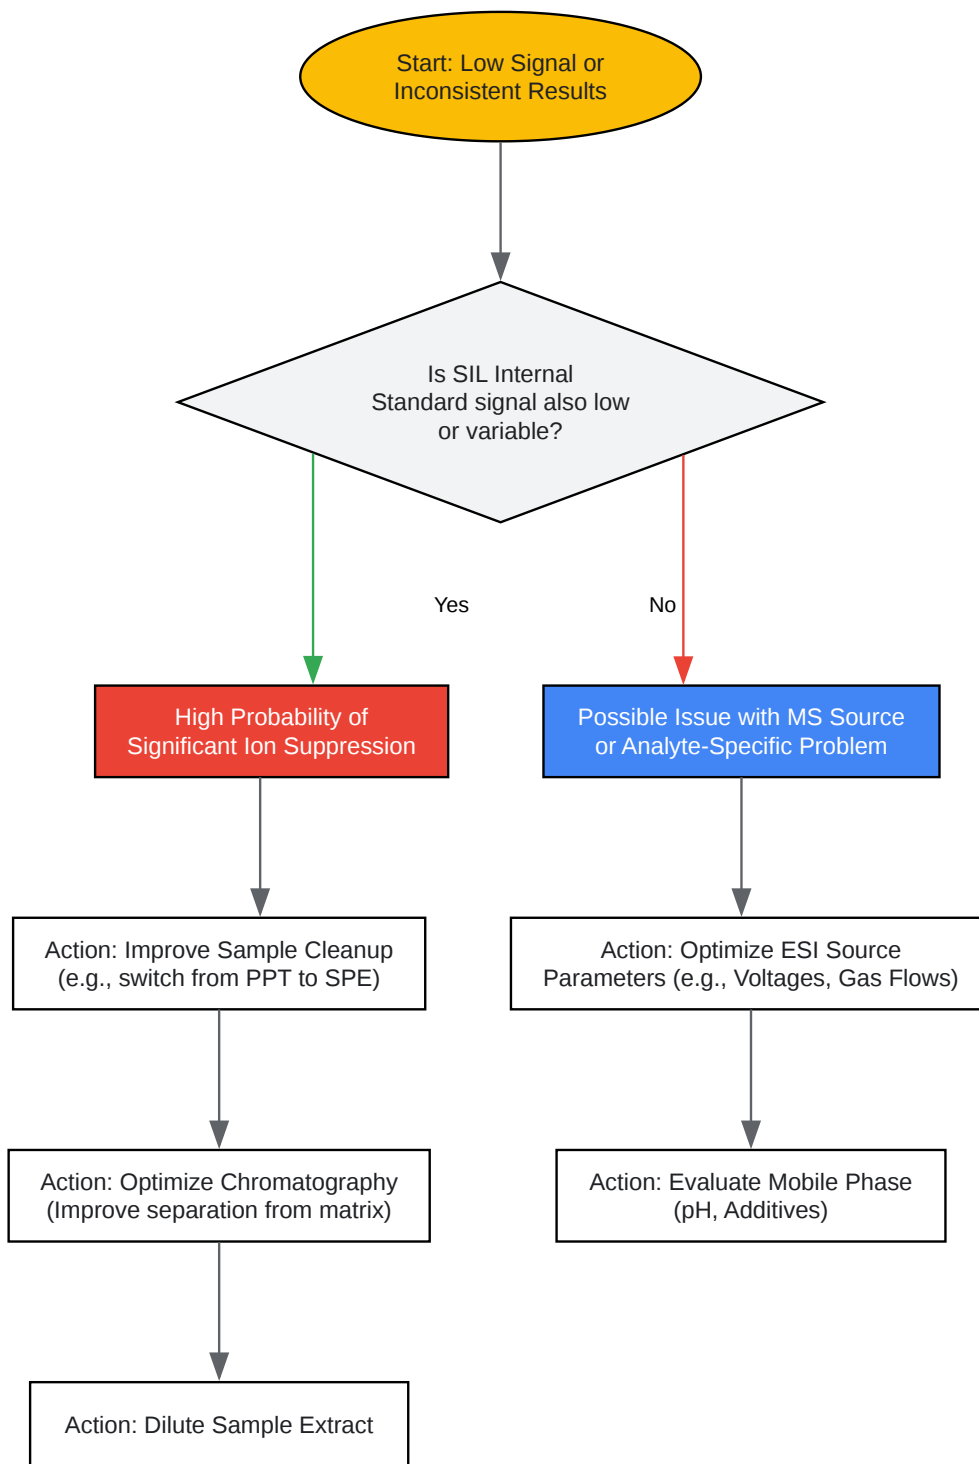 Start: Low Signal or
Inconsistent Results
Is SIL Internal
Standard signal also low
or variable?
Yes
No
High Probability of
Significant Ion Suppression
Possible Issue with MS Source
or Analyte-Specific Problem
Action: Improve Sample Cleanup
(e.g., switch from PPT to SPE)
Action: Optimize ESI Source
Parameters (e.g., Voltages, Gas Flows)
Action: Optimize Chromatography
(Improve separation from matrix)
Action: Evaluate Mobile Phase
(pH, Additives)
Action: Dilute Sample Extract